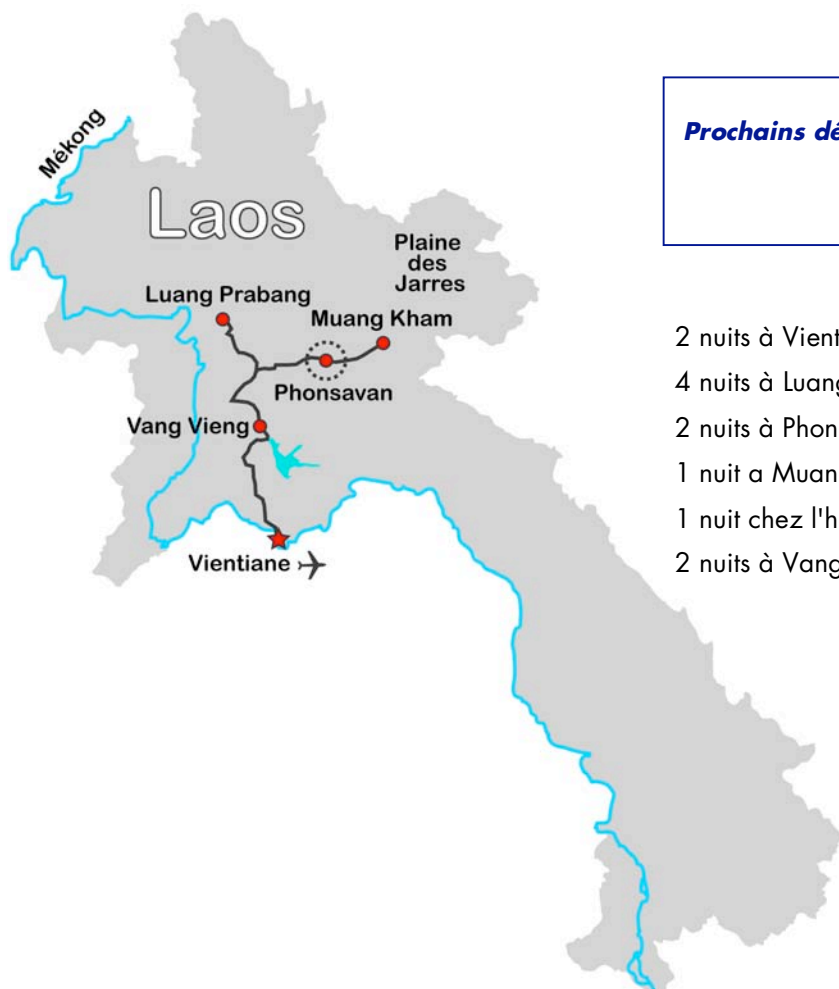 Mékong
Laos
Plaine
des
Jarres
Luang Prabang
Muang Kham
Phonsavan
Vang Vieng
Vientiane
Prochains dé
2 nuits à Vient
4 nuits à Luang
2 nuits à Phon
1 nuit a Muan
1 nuit chez l'h
2 nuits à Vang